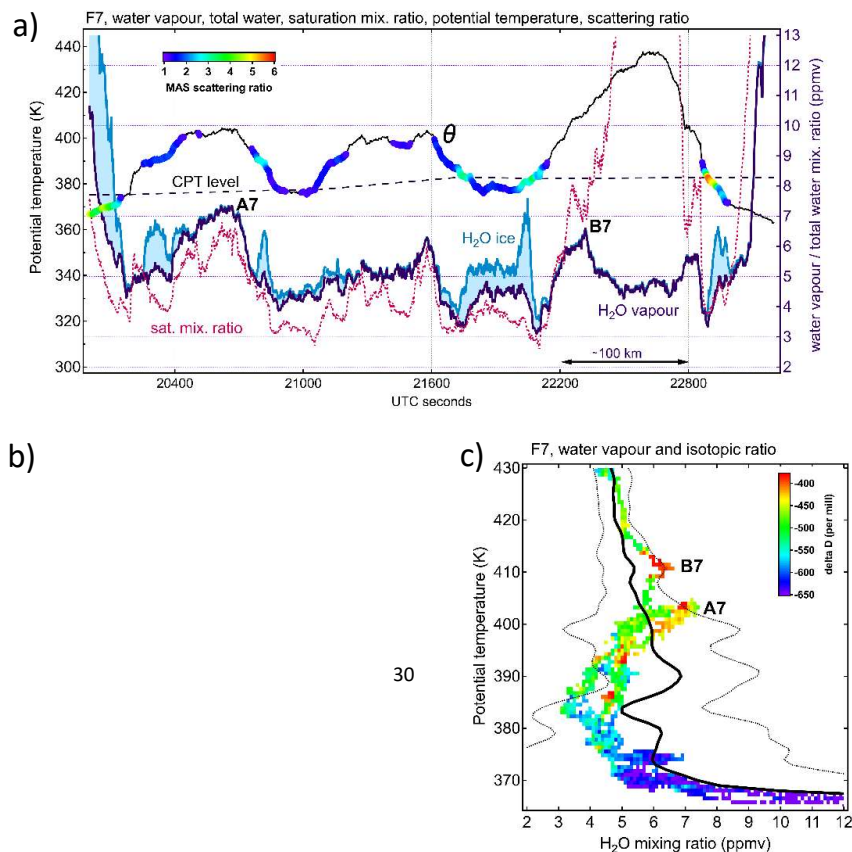 a)
F7, water vapour, total water, saturation mix. ratio, potential temperature, scattering ratio
440
420
400
380
360
340
320
300
Potential temperature (K)
1 2 3 4 5 6
MAS scattering ratio
θ
CPT level
A7
H₂O ice
B7
sat. mix. ratio
H₂O vapour
~100 km
13
12
11
10
9
8
7
6
5
4
3
2
water vapour / total water mix. ratio (ppmv)
20400 21000 21600 22200 22800
UTC seconds
b)
30
c)
F7, water vapour and isotopic ratio
430
420
410
400
390
380
370
Potential temperature (K)
-400
-450
-500
-550
-600
-650
delta D (per mill)
B7
A7
2 3 4 5 6 7 8 9 10 11 12
H₂O mixing ratio (ppmv)